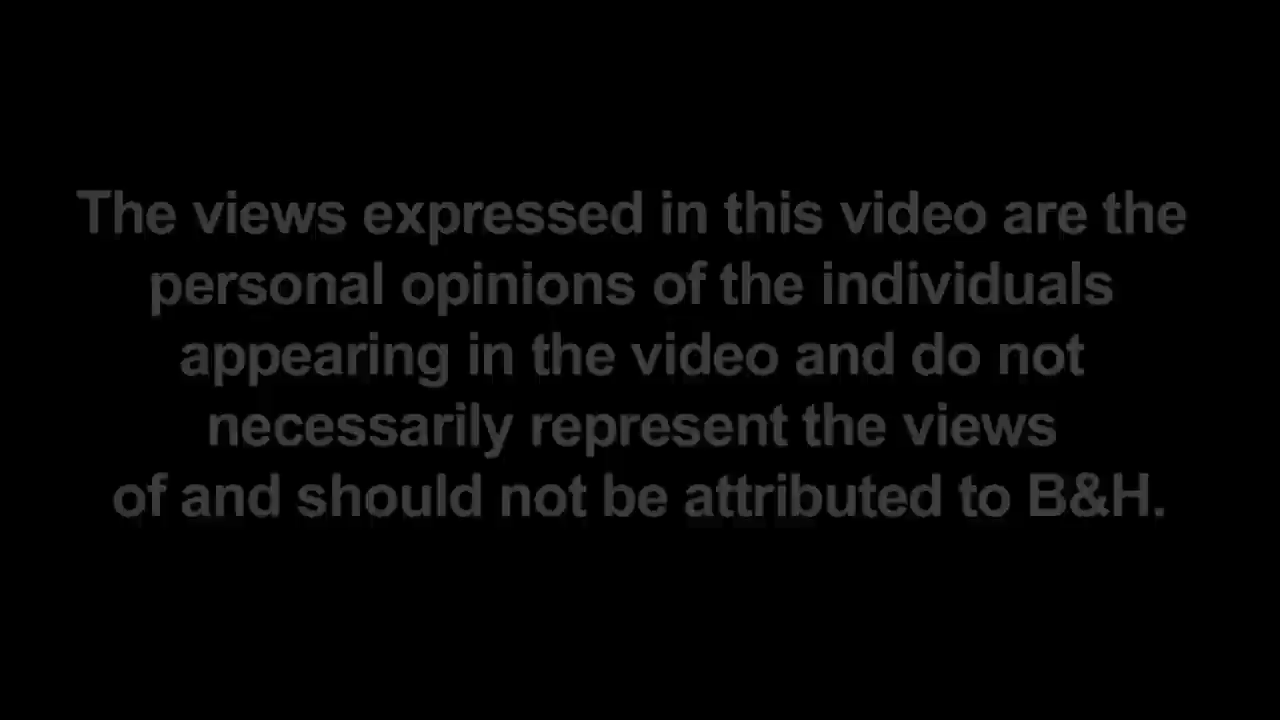 The views expressed in this video are the
personal opinions of the individuals
appearing in the video and do not
necessarily represent the views
of and should not be attributed to B&H.